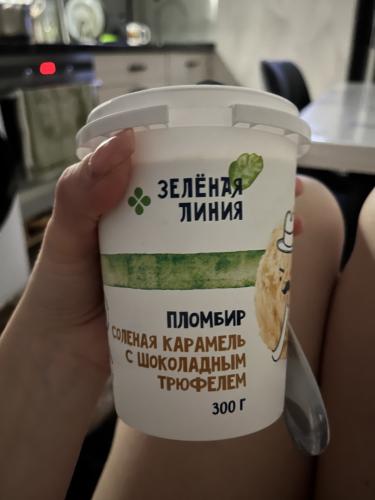 ЗЕЛЁНАЯ
ЛИНИЯ
ПЛОМБИР
СОЛЕНАЯ КАРАМЕЛЬ
С ШОКОЛАДНЫМ
ТРЮФЕЛЕМ
300 Г